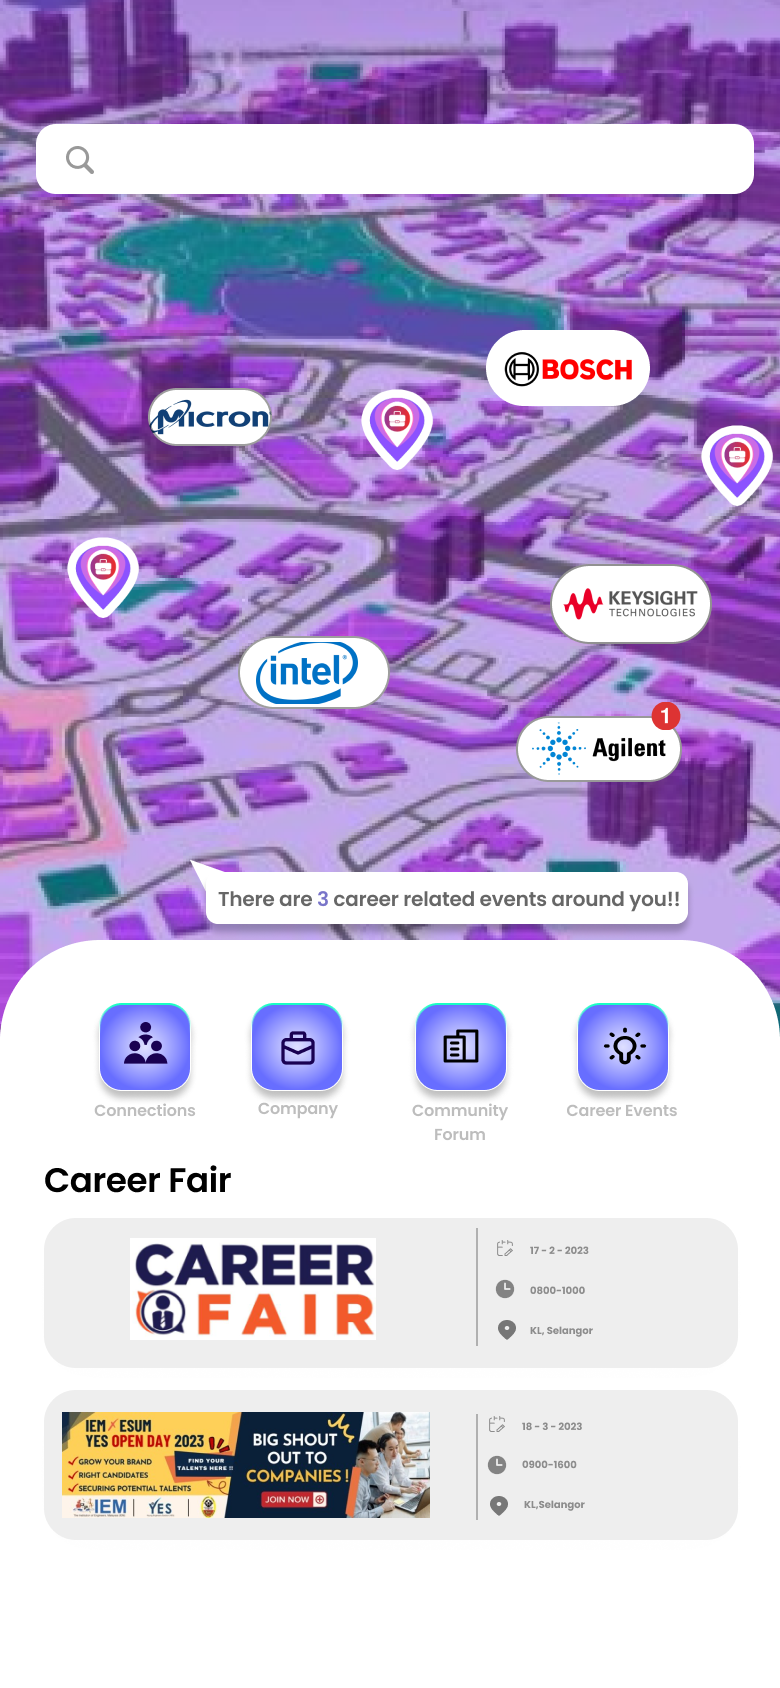 BOSCH
Micron
KEYSIGHT
TECHNOLOGIES
intel
1
Agilent
There are 3 career related events around you!!
Connections
Company
Community
Forum
Career Events
Career Fair
CAREER
FAIR
17 - 2 - 2023
0800-1000
KL, Selangor
IEM ESUM
YES OPEN DAY 2023
GROW YOUR BRAND
RIGHT CANDIDATES
SECURING POTENTIAL TALENTS
FIND YOUR
TALENTS HERE !!
IEM
YES
BIG SHOUT
OUT TO
COMPANIES !
JOIN NOW
18 - 3 - 2023
0900-1600
KL,Selangor